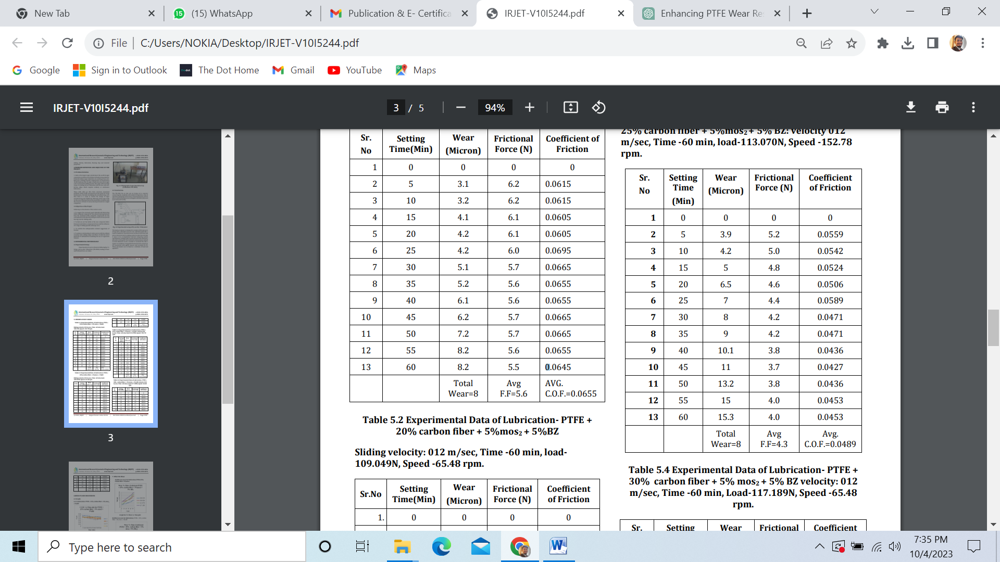 New Tab
15 (15) WhatsApp
Publication & E- Certifica
IRJET-V10I5244.pdf
Enhancing PTFE Wear Re
File | C:/Users/NOKIA/Desktop/IRJET-V10I5244.pdf
Google
Sign in to Outlook
The Dot Home
Gmail
YouTube
Maps
IRJET-V10I5244.pdf
3 / 5
94%
2
3
Sr. No | Setting Time(Min) | Wear (Micron) | Frictional Force (N) | Coefficient of Friction
1 0 0 0 0
2 5 3.1 6.2 0.0615
3 10 3.2 6.2 0.0615
4 15 4.1 6.1 0.0605
5 20 4.2 6.1 0.0605
6 25 4.2 6.0 0.0695
7 30 5.1 5.7 0.0665
8 35 5.2 5.6 0.0655
9 40 6.1 5.6 0.0655
10 45 6.2 5.7 0.0665
11 50 7.2 5.7 0.0665
12 55 8.2 5.6 0.0655
13 60 8.2 5.5 0.0645
Total Wear=8 Avg F.F=5.6 AVG. C.O.F.=0.0655
Table 5.2 Experimental Data of Lubrication- PTFE +
20% carbon fiber + 5%mos₂ + 5%BZ
Sliding velocity: 012 m/sec, Time -60 min, load-
109.049N, Speed -65.48 rpm.
Sr.No Setting Time(Min) Wear (Micron) Frictional Force (N) Coefficient of Friction
1. 0 0 0 0
25% carbon fiber + 5%mos₂ + 5% BZ: velocity 012
m/sec, Time -60 min, load-113.070N, Speed -152.78
rpm.
Sr. No Setting Time (Min) Wear (Micron) Frictional Force (N) Coefficient of Friction
1 0 0 0 0
2 5 3.9 5.2 0.0559
3 10 4.2 5.0 0.0542
4 15 5 4.8 0.0524
5 20 6.5 4.6 0.0506
6 25 7 4.4 0.0589
7 30 8 4.2 0.0471
8 35 9 4.2 0.0471
9 40 10.1 3.8 0.0436
10 45 11 3.7 0.0427
11 50 13.2 3.8 0.0436
12 55 15 4.0 0.0453
13 60 15.3 4.0 0.0453
Total Wear=8 Avg F.F=4.3 Avg. C.O.F.=0.0489
Table 5.4 Experimental Data of Lubrication- PTFE +
30% carbon fiber + 5% mos₂ + 5% BZ velocity: 012
m/sec, Time -60 min, Load-117.189N, Speed -65.48
rpm.
Sr. Setting Wear Frictional Coefficient
Type here to search
7:35 PM
10/4/2023